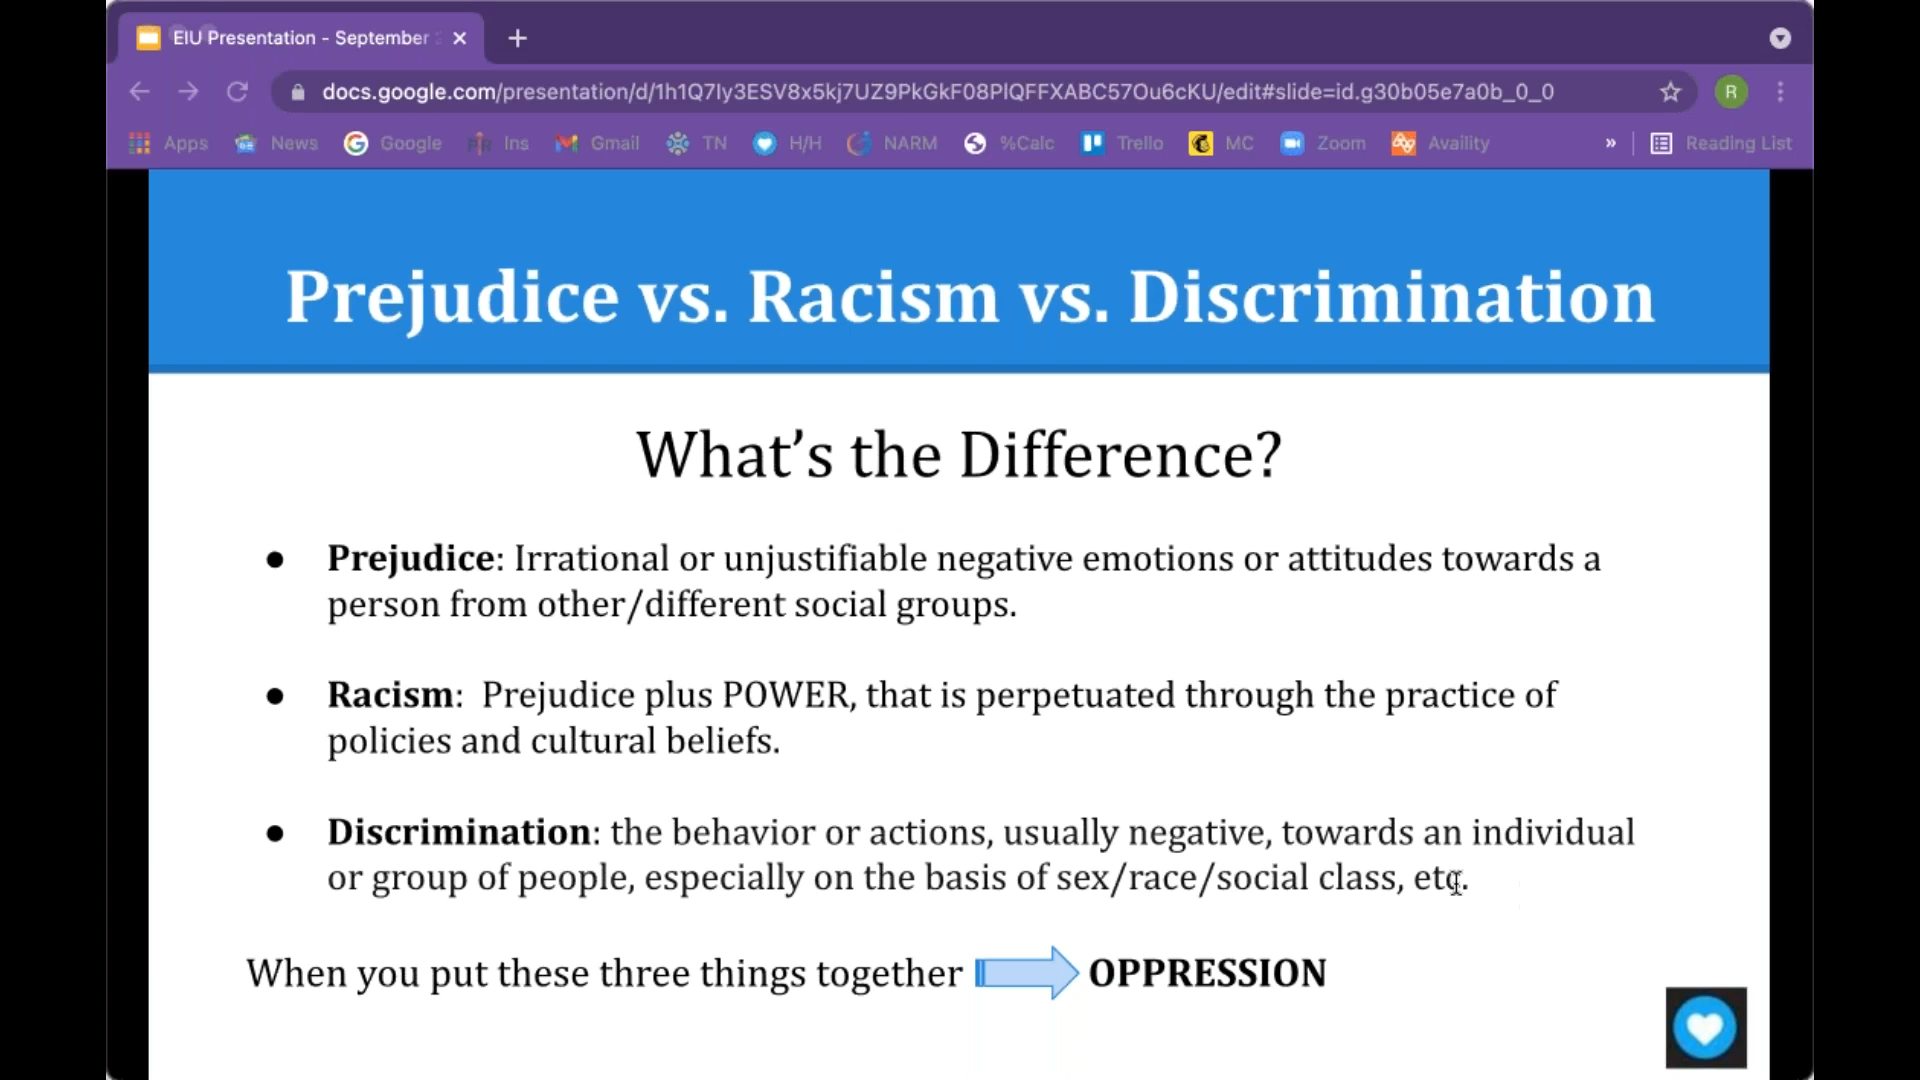 EIU Presentation - September
docs.google.com/presentation/d/1h1Q7Iy3ESV8x5kj7UZ9PkGkF08PlQFFXABC57Ou6cKU/edit#slide=id.g30b05e7a0b_0_0
R
Apps News Google Ins Gmail TN H/H NARM %Calc Trello MC Zoom Availity » Reading List
Prejudice vs. Racism vs. Discrimination
What’s the Difference?
● Prejudice: Irrational or unjustifiable negative emotions or attitudes towards a
person from other/different social groups.
● Racism: Prejudice plus POWER, that is perpetuated through the practice of
policies and cultural beliefs.
● Discrimination: the behavior or actions, usually negative, towards an individual
or group of people, especially on the basis of sex/race/social class, etc.
When you put these three things together OPPRESSION